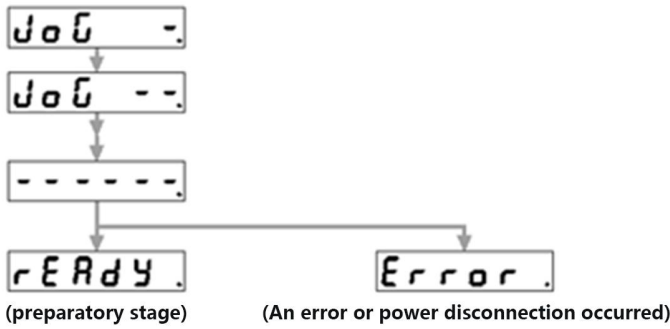 JoG -.
JoG --.
------.
rEAdy .
Error .
(preparatory stage)
(An error or power disconnection occurred)